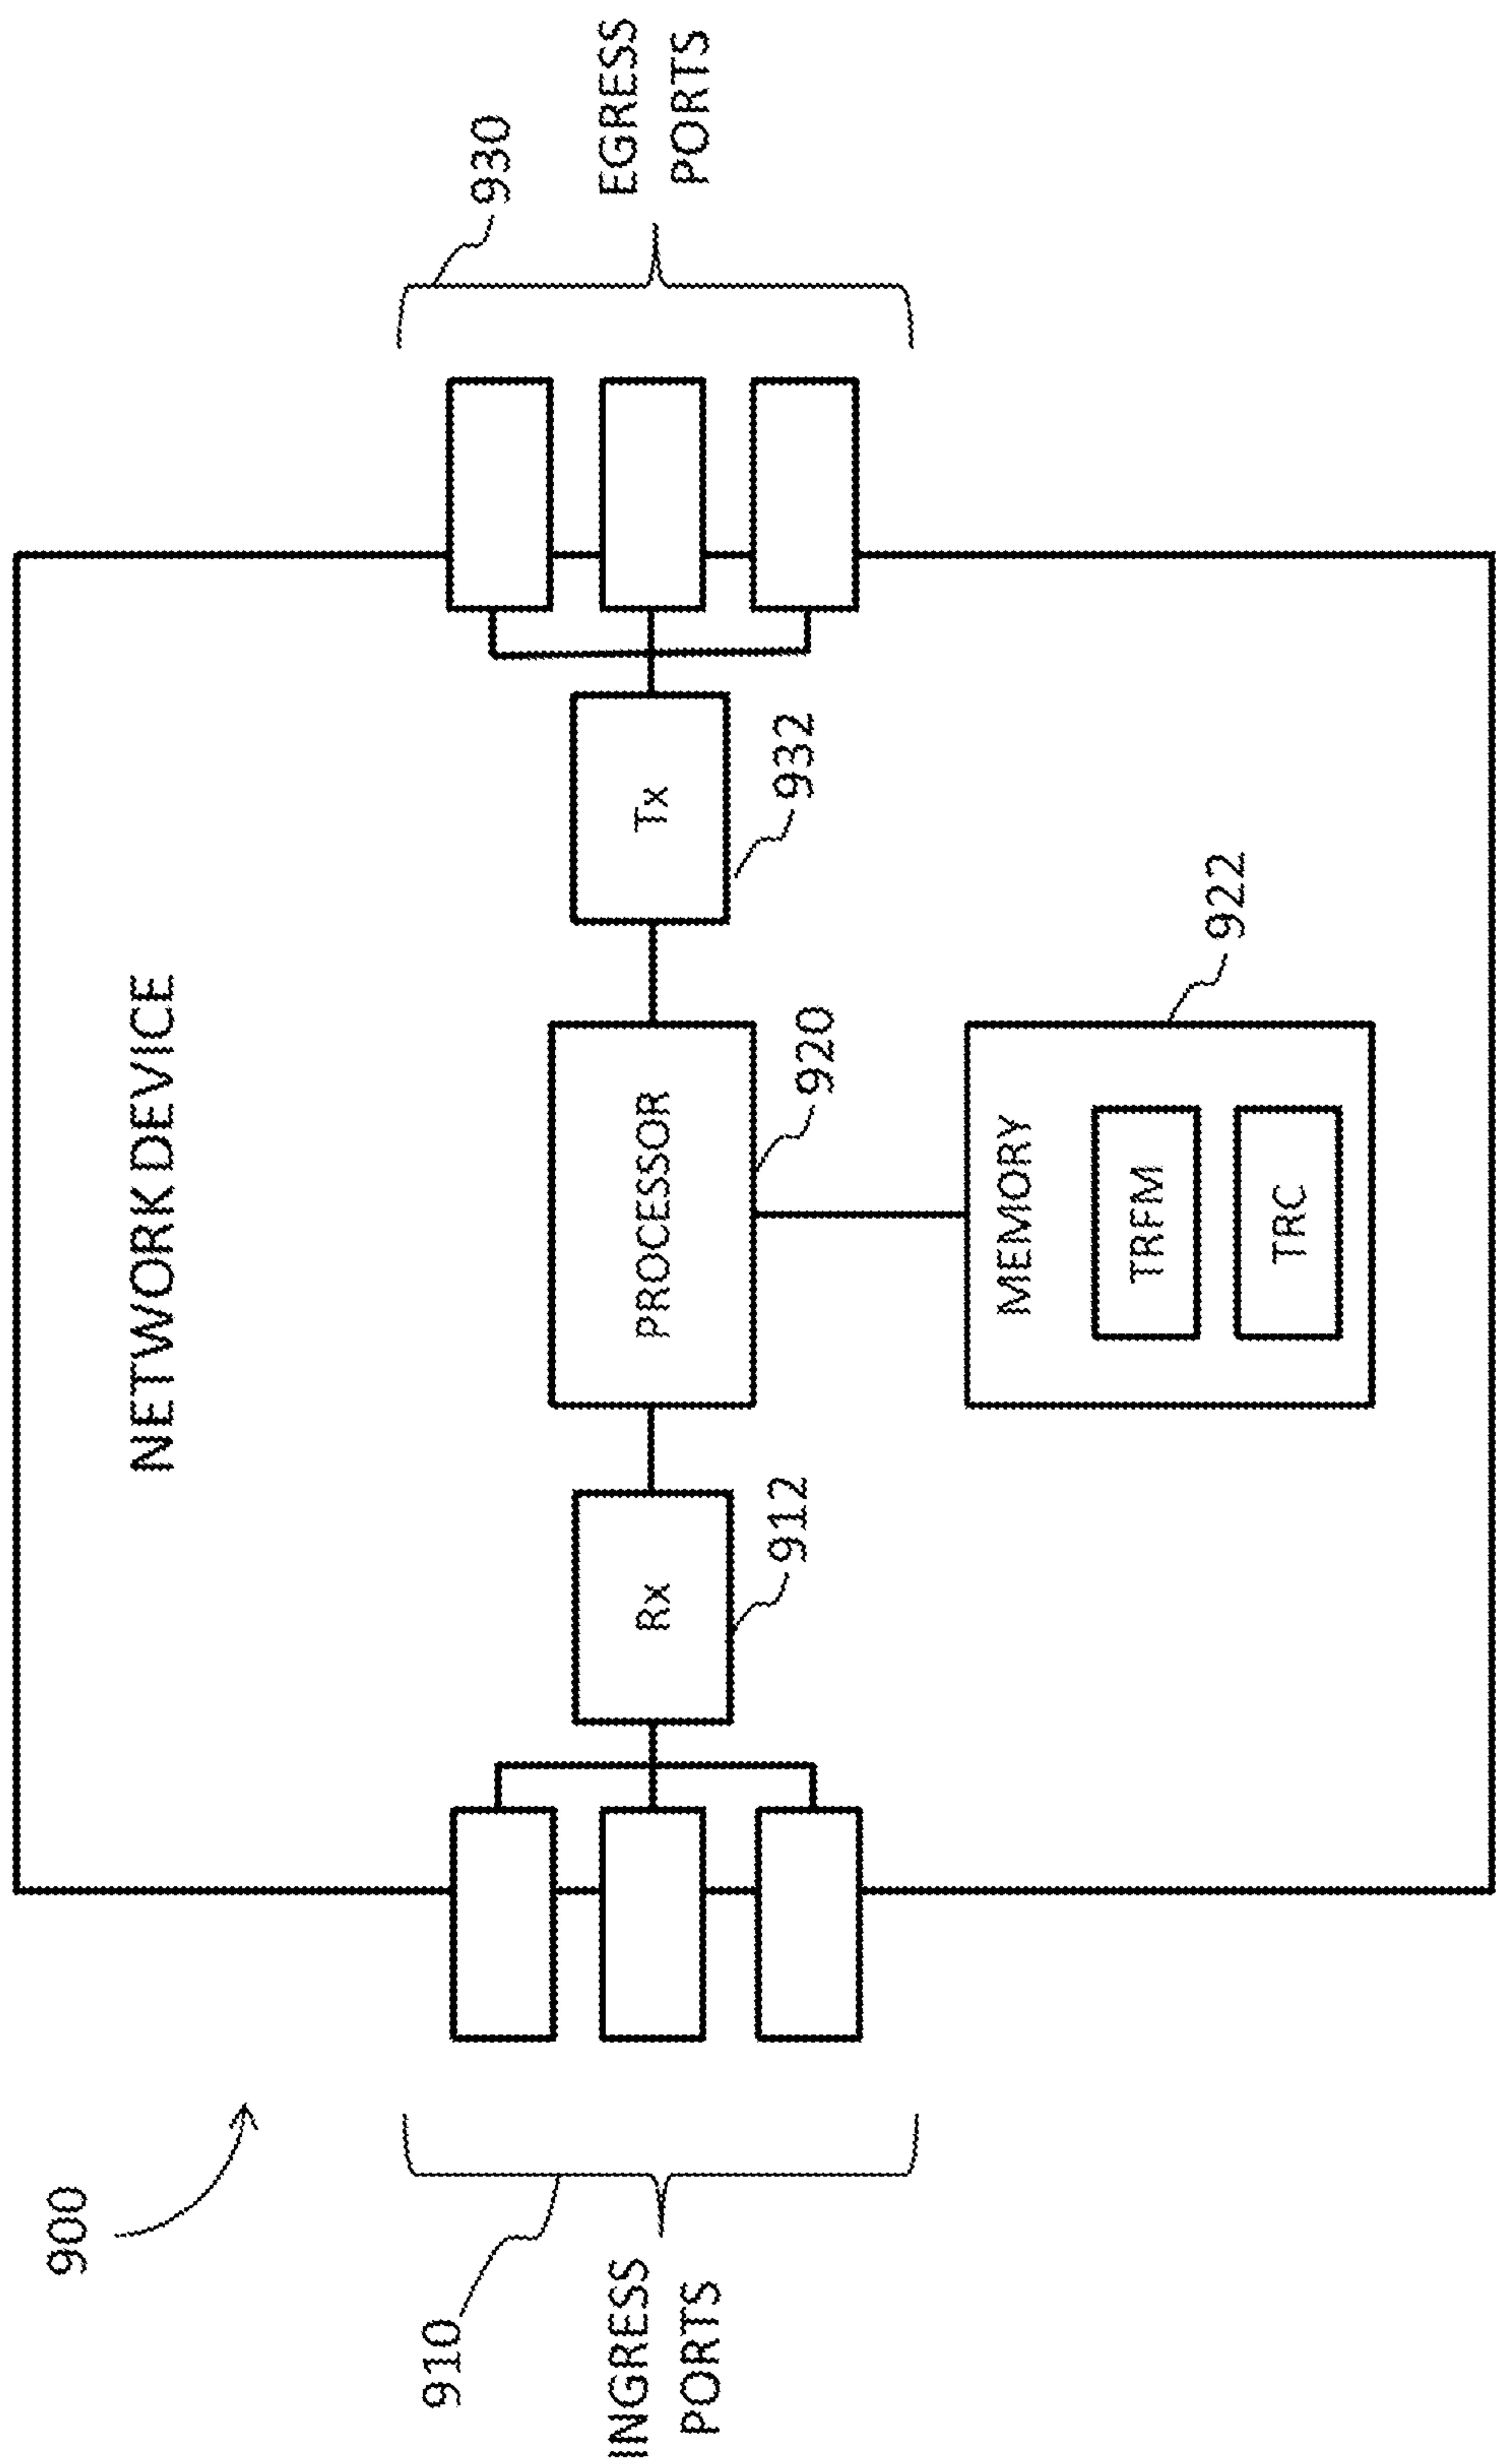 900
NETWORK DEVICE
910
930
INGRESS
PORTS
Rx
PROCESSOR
Tx
EGRESS
PORTS
912
920
932
922
MEMORY
TRFM
TRC